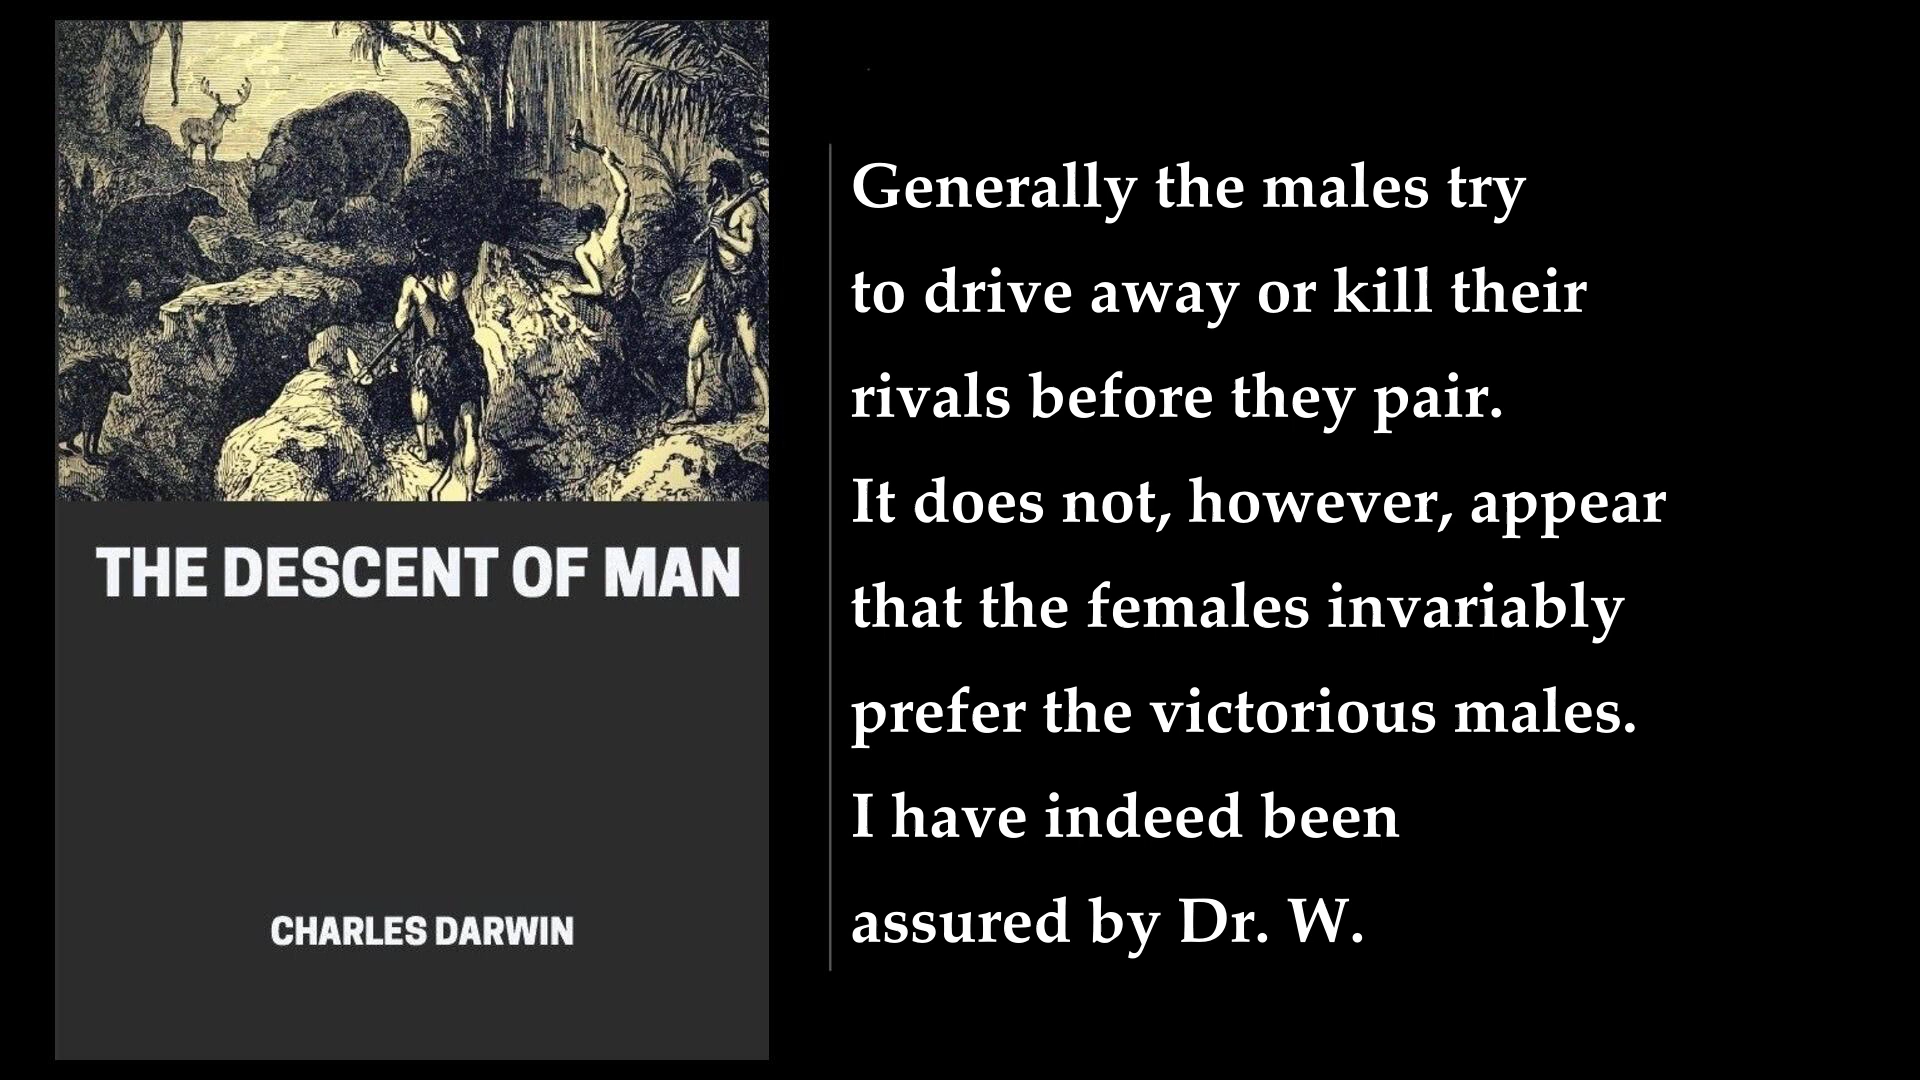 THE DESCENT OF MAN
CHARLES DARWIN
Generally the males try
to drive away or kill their
rivals before they pair.
It does not, however, appear
that the females invariably
prefer the victorious males.
I have indeed been
assured by Dr. W.